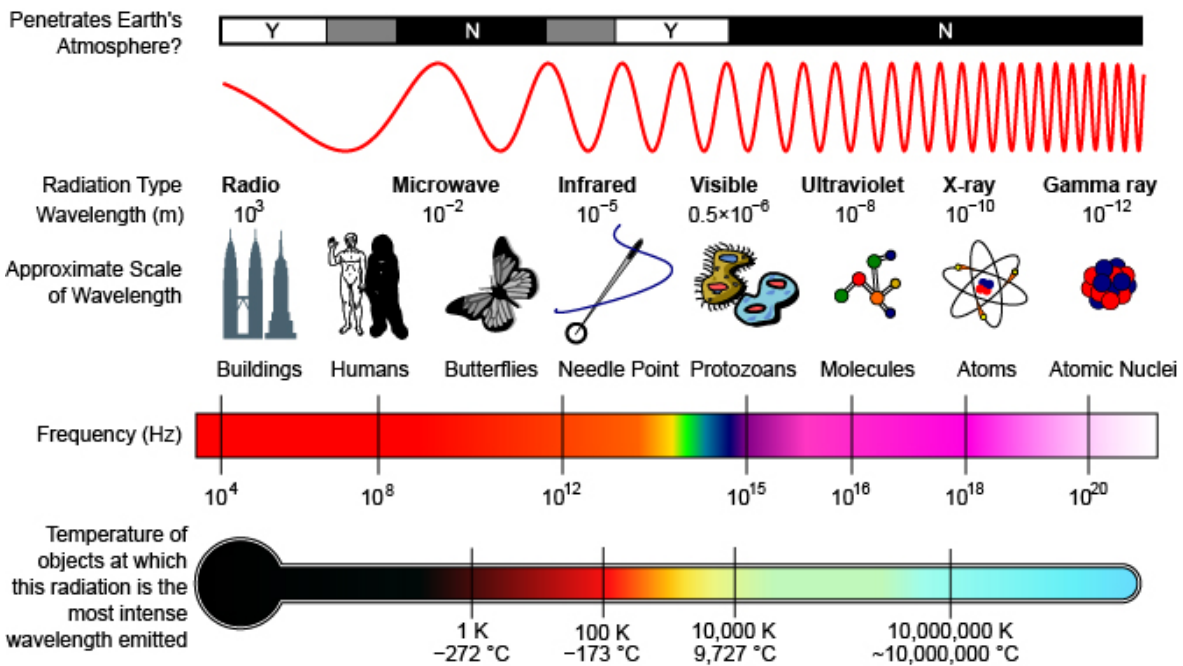 Penetrates Earth's
Atmosphere?
Y N Y N
Radiation Type Radio Microwave Infrared Visible Ultraviolet X-ray Gamma ray
Wavelength (m) 10³ 10⁻² 10⁻⁵ 0.5×10⁻⁶ 10⁻⁸ 10⁻¹⁰ 10⁻¹²
Approximate Scale
of Wavelength
Buildings Humans Butterflies Needle Point Protozoans Molecules Atoms Atomic Nuclei
Frequency (Hz)
10⁴ 10⁸ 10¹² 10¹⁵ 10¹⁶ 10¹⁸ 10²⁰
Temperature of
objects at which
this radiation is the
most intense
wavelength emitted
1 K 100 K 10,000 K 10,000,000 K
−272 °C −173 °C 9,727 °C ~10,000,000 °C